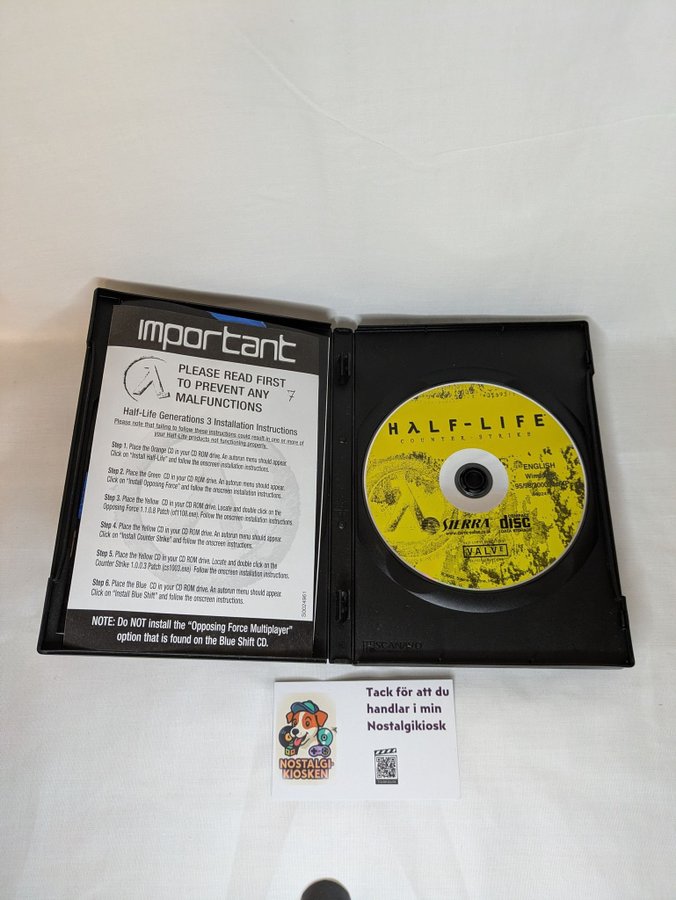 important
PLEASE READ FIRST
TO PREVENT ANY
MALFUNCTIONS
7
Half-Life Generations 3 Installation Instructions
Please note that failing to follow these instructions could result in one or more of
your Half-Life products not functioning properly.
Step 1. Place the Orange CD in your CD ROM drive. An autorun menu should appear.
Click on "Install Half-Life" and follow the onscreen installation instructions.
Step 2. Place the Green CD in your CD ROM drive. An autorun menu should appear.
Click on "Install Opposing Force" and follow the onscreen installation instructions.
Step 3. Place the Yellow CD in your CD ROM drive. Locate and double click on the
Opposing Force 1.1.0.8 Patch (of1108.exe). Follow the onscreen installation instructions.
Step 4. Place the Yellow CD in your CD ROM drive. An autorun menu should appear.
Click on "Install Counter Strike" and follow the onscreen installation instructions.
Step 5. Place the Yellow CD in your CD ROM drive. Locate and double click on the
Counter Strike 1.0.0.3 Patch (cs1003.exe) Follow the onscreen installation instructions.
Step 6. Place the Blue CD in your CD ROM drive. An autorun menu should appear.
Click on "Install Blue Shift" and follow the onscreen instructions.
S0024961
NOTE: Do NOT install the "Opposing Force Multiplayer"
option that is found on the Blue Shift CD.
HλLF-LIFE
COUNTER-STRIKE
ENGLISH
SIERRA
disc
VALVE
Tack för att du
handlar i min
Nostalgikiosk
NOSTALGI-
KIOSKEN